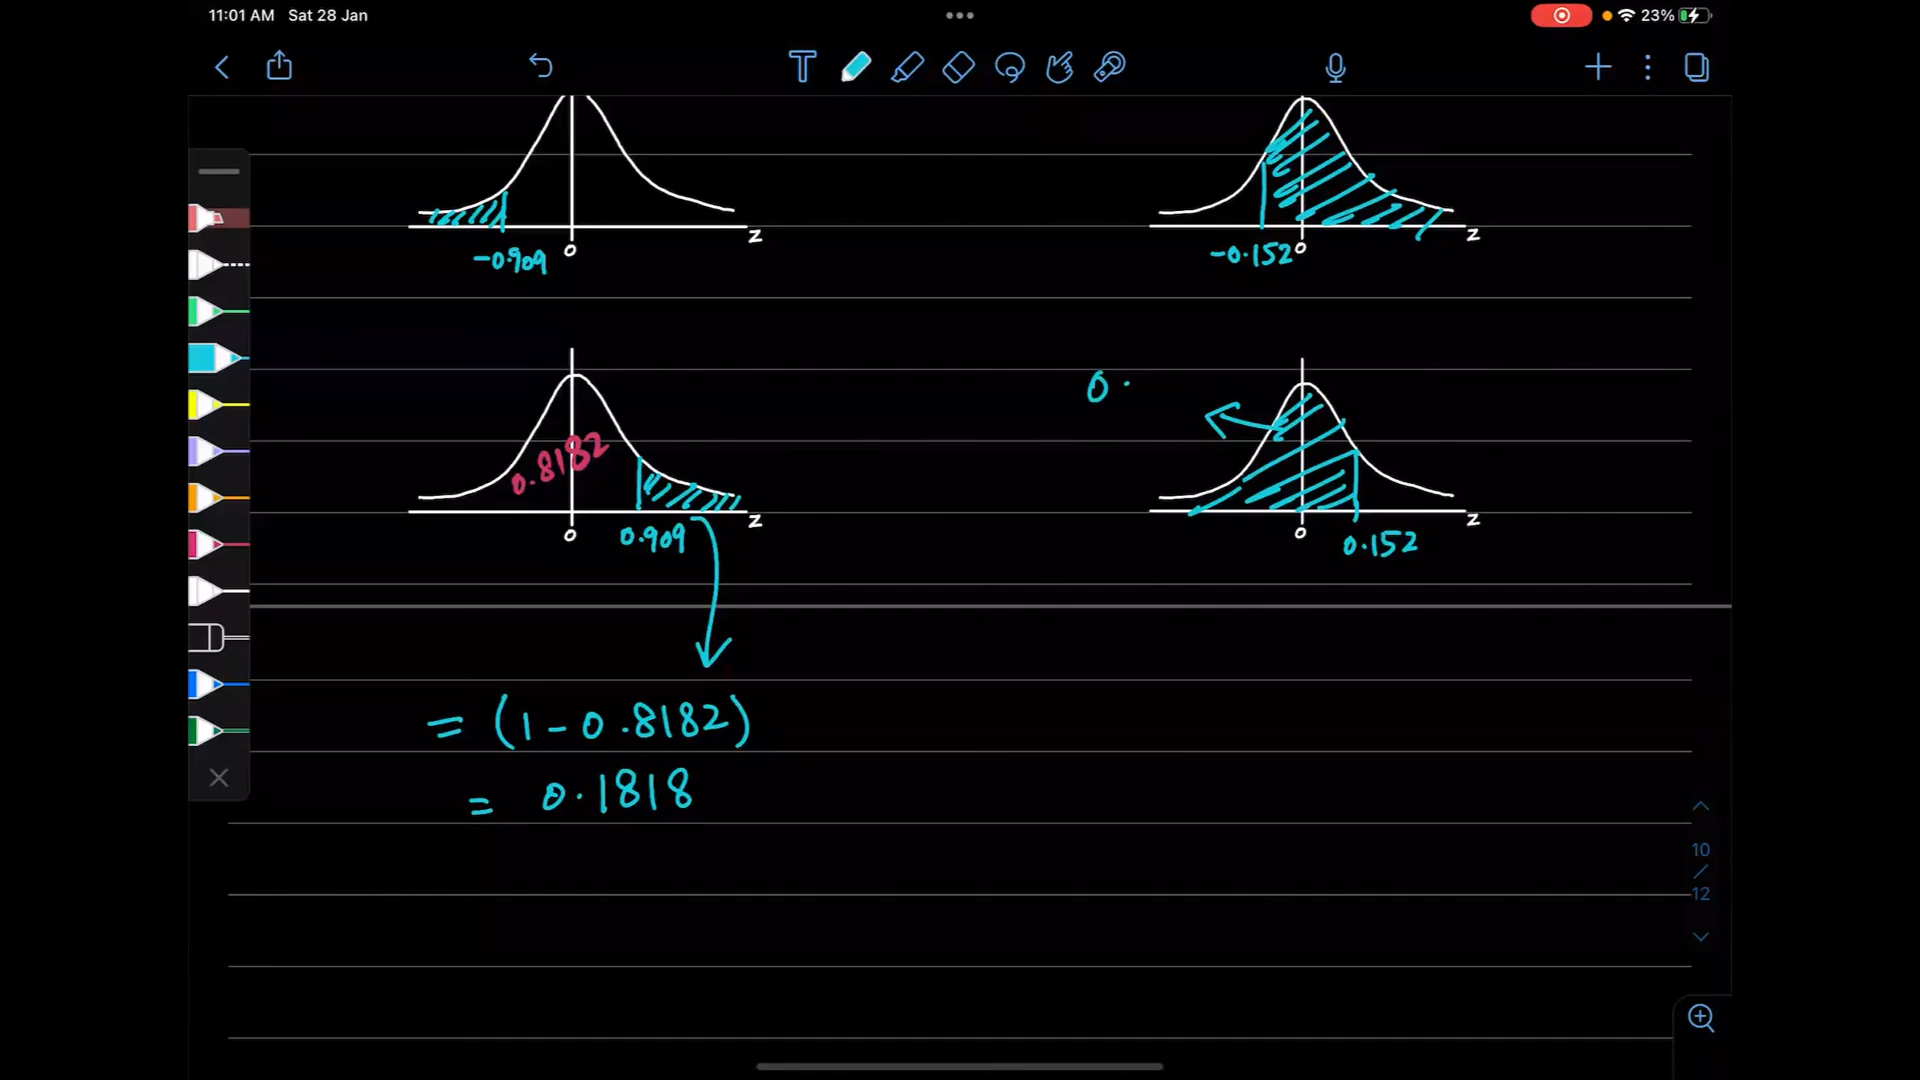 11:01 AM Sat 28 Jan
23%
T
z
0
-0.909
z
0
-0.152
0.8182
z
0
0.909
0.
z
0
0.152
= (1 - 0.8182)
= 0.1818
10
/
12